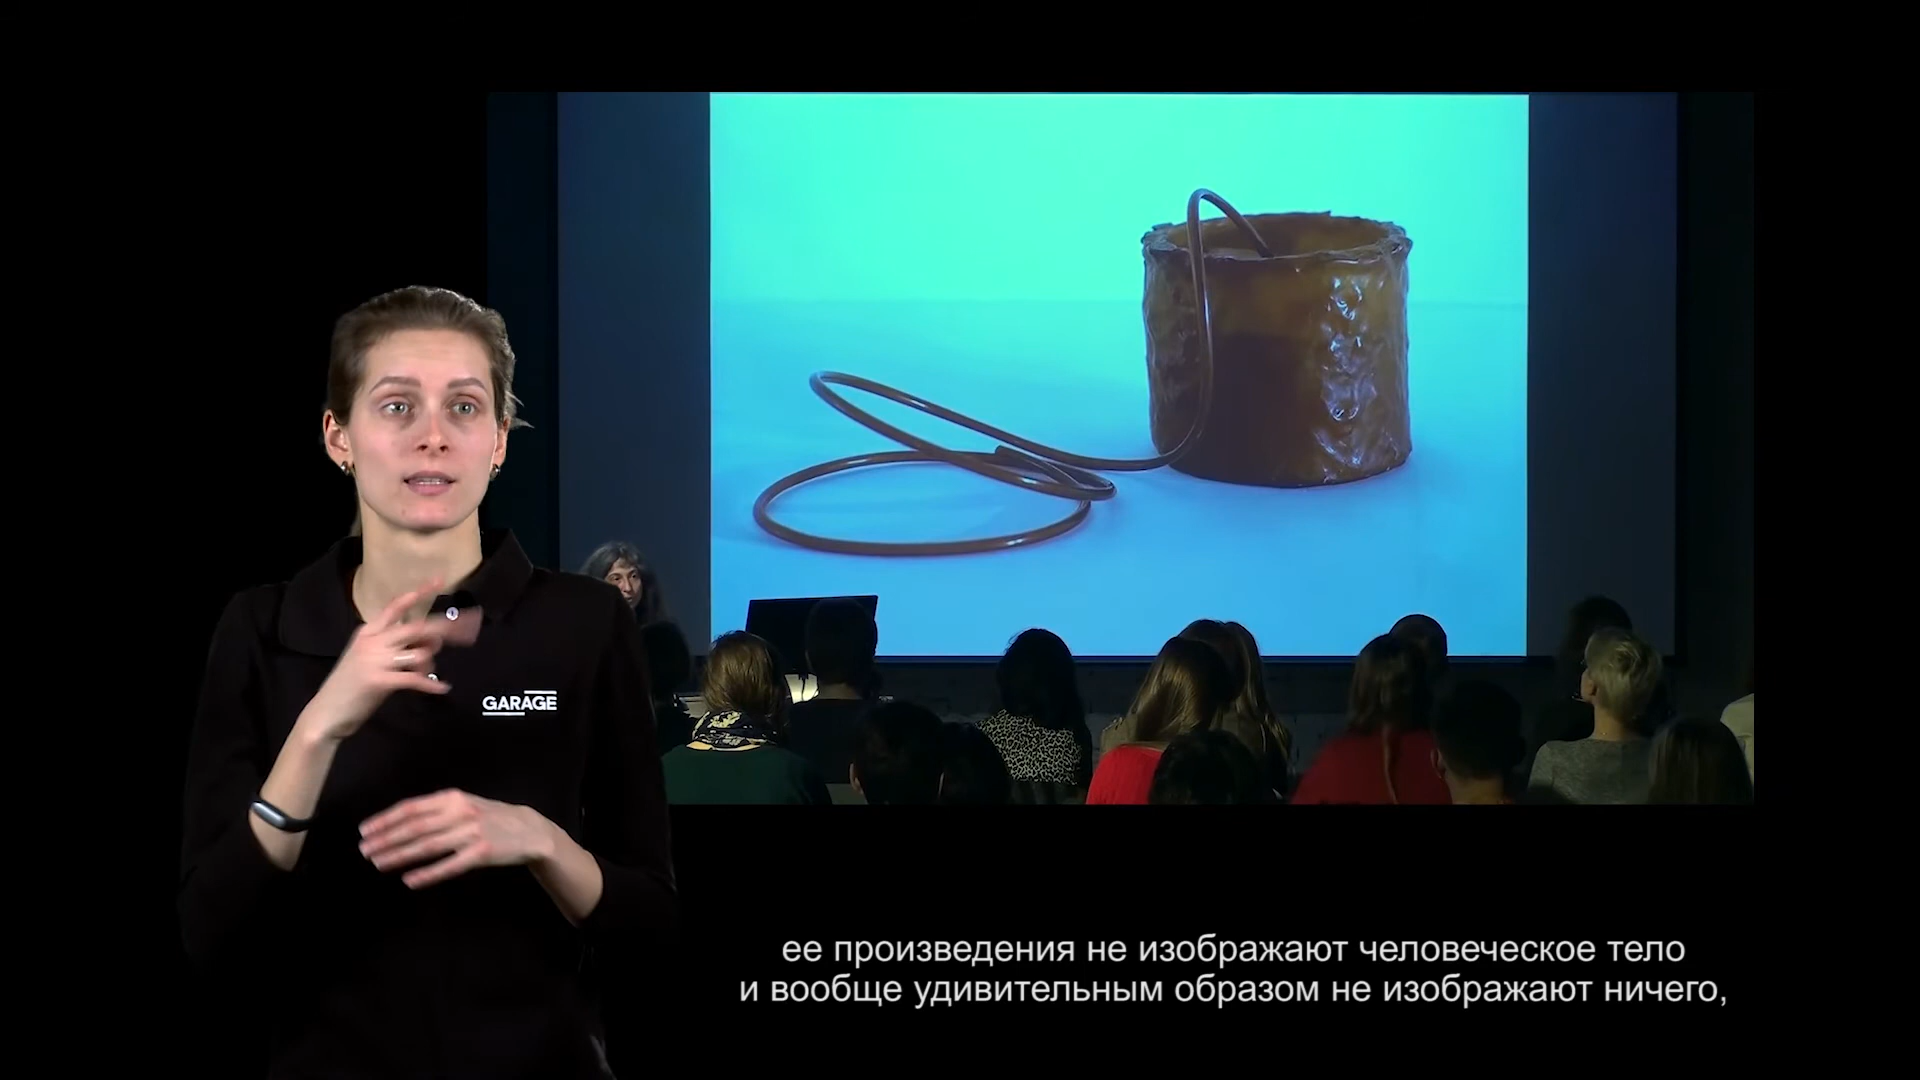 GARAGE
ее произведения не изображают человеческое тело
и вообще удивительным образом не изображают ничего,